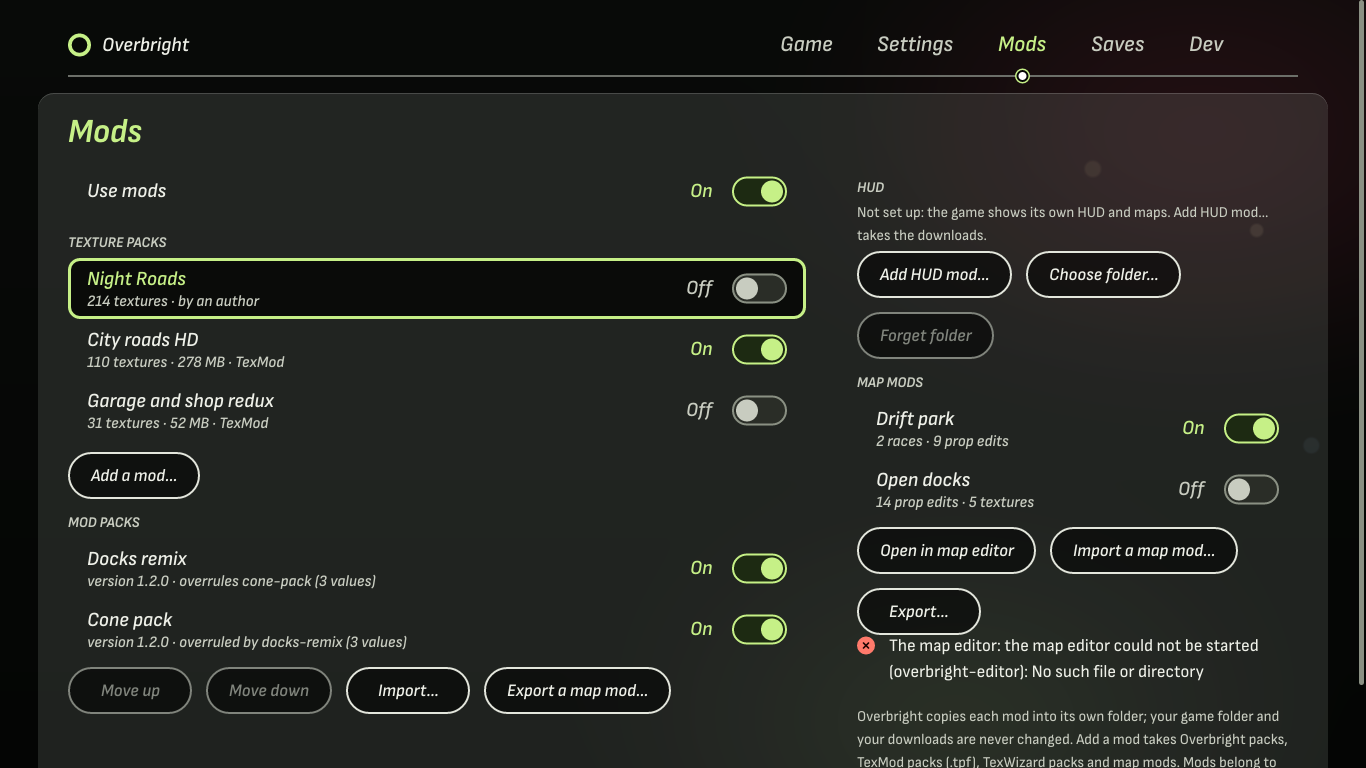 Overbright
Game
Settings
Mods
Saves
Dev
Mods
Use mods
On
TEXTURE PACKS
Night Roads
214 textures · by an author
Off
City roads HD
110 textures · 278 MB · TexMod
On
Garage and shop redux
31 textures · 52 MB · TexMod
Off
Add a mod...
MOD PACKS
Docks remix
version 1.2.0 · overrules cone-pack (3 values)
On
Cone pack
version 1.2.0 · overruled by docks-remix (3 values)
On
Move up
Move down
Import...
Export a map mod...
HUD
Not set up: the game shows its own HUD and maps. Add HUD mod...
takes the downloads.
Add HUD mod...
Choose folder...
Forget folder
MAP MODS
Drift park
2 races · 9 prop edits
On
Open docks
14 prop edits · 5 textures
Off
Open in map editor
Import a map mod...
Export...
The map editor: the map editor could not be started
(overbright-editor): No such file or directory
Overbright copies each mod into its own folder; your game folder and
your downloads are never changed. Add a mod takes Overbright packs,
TexMod packs (.tpf), TexWizard packs and map mods. Mods belong to